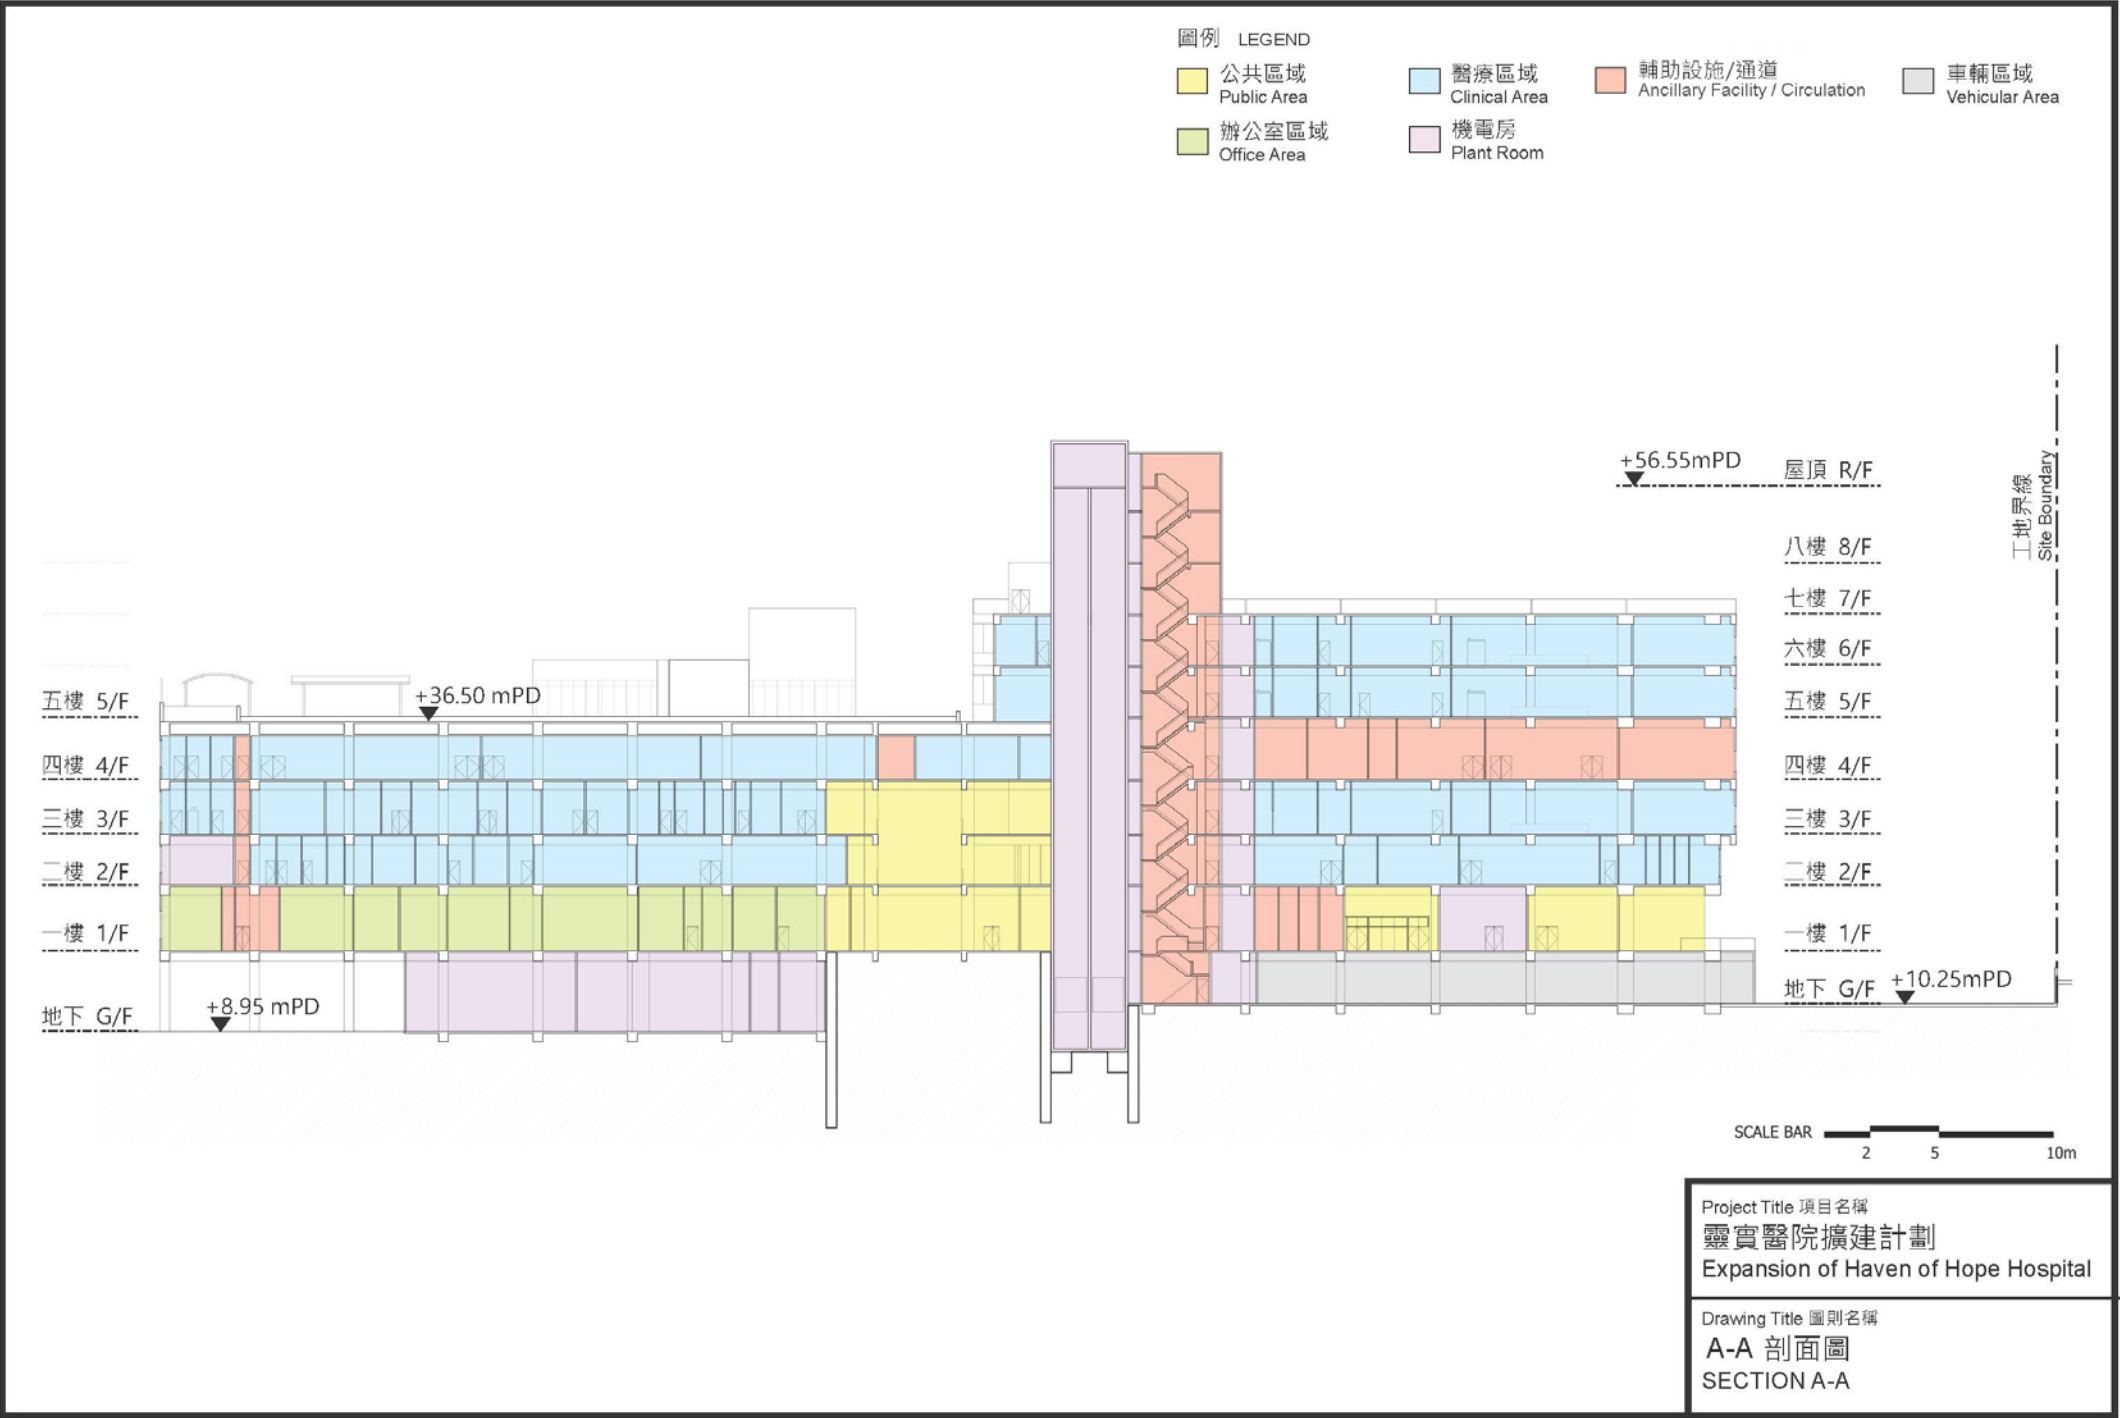 圖例 LEGEND
公共區域
Public Area
醫療區域
Clinical Area
輔助設施/通道
Ancillary Facility / Circulation
車輛區域
Vehicular Area
辦公室區域
Office Area
機電房
Plant Room
+56.55mPD
屋頂 R/F
八樓 8/F
七樓 7/F
六樓 6/F
五樓 5/F
四樓 4/F
三樓 3/F
二樓 2/F
一樓 1/F
地下 G/F
+10.25mPD
工地界線
Site Boundary
五樓 5/F
+36.50 mPD
四樓 4/F
三樓 3/F
二樓 2/F
一樓 1/F
地下 G/F
+8.95 mPD
SCALE BAR
2 5 10m
Project Title 項目名稱
靈實醫院擴建計劃
Expansion of Haven of Hope Hospital
Drawing Title 圖則名稱
A-A 剖面圖
SECTION A-A